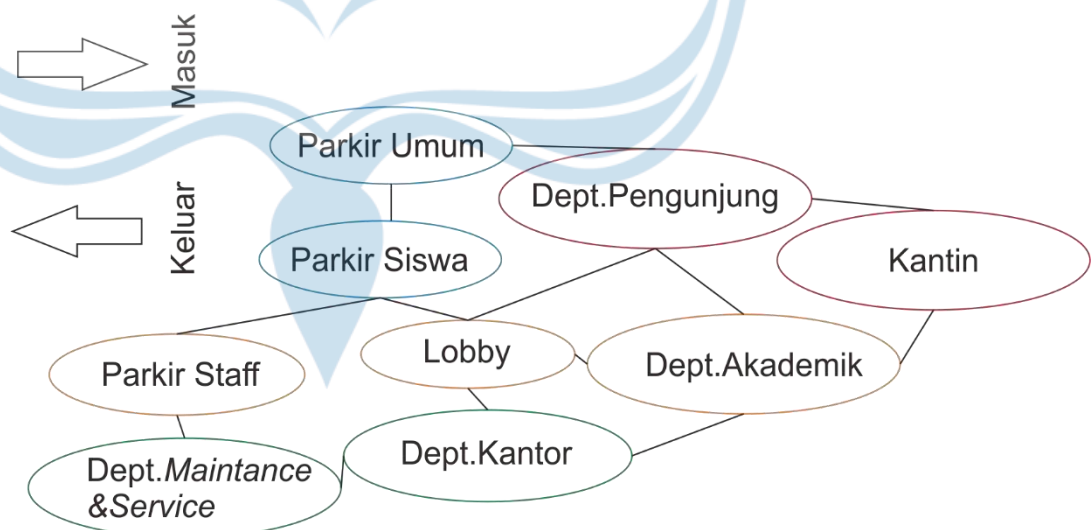 Masuk
Parkir Umum
Dept.Pengunjung
Keluar
Parkir Siswa
Kantin
Parkir Staff
Lobby
Dept.Akademik
Dept.Kantor
Dept.Maintance
&Service